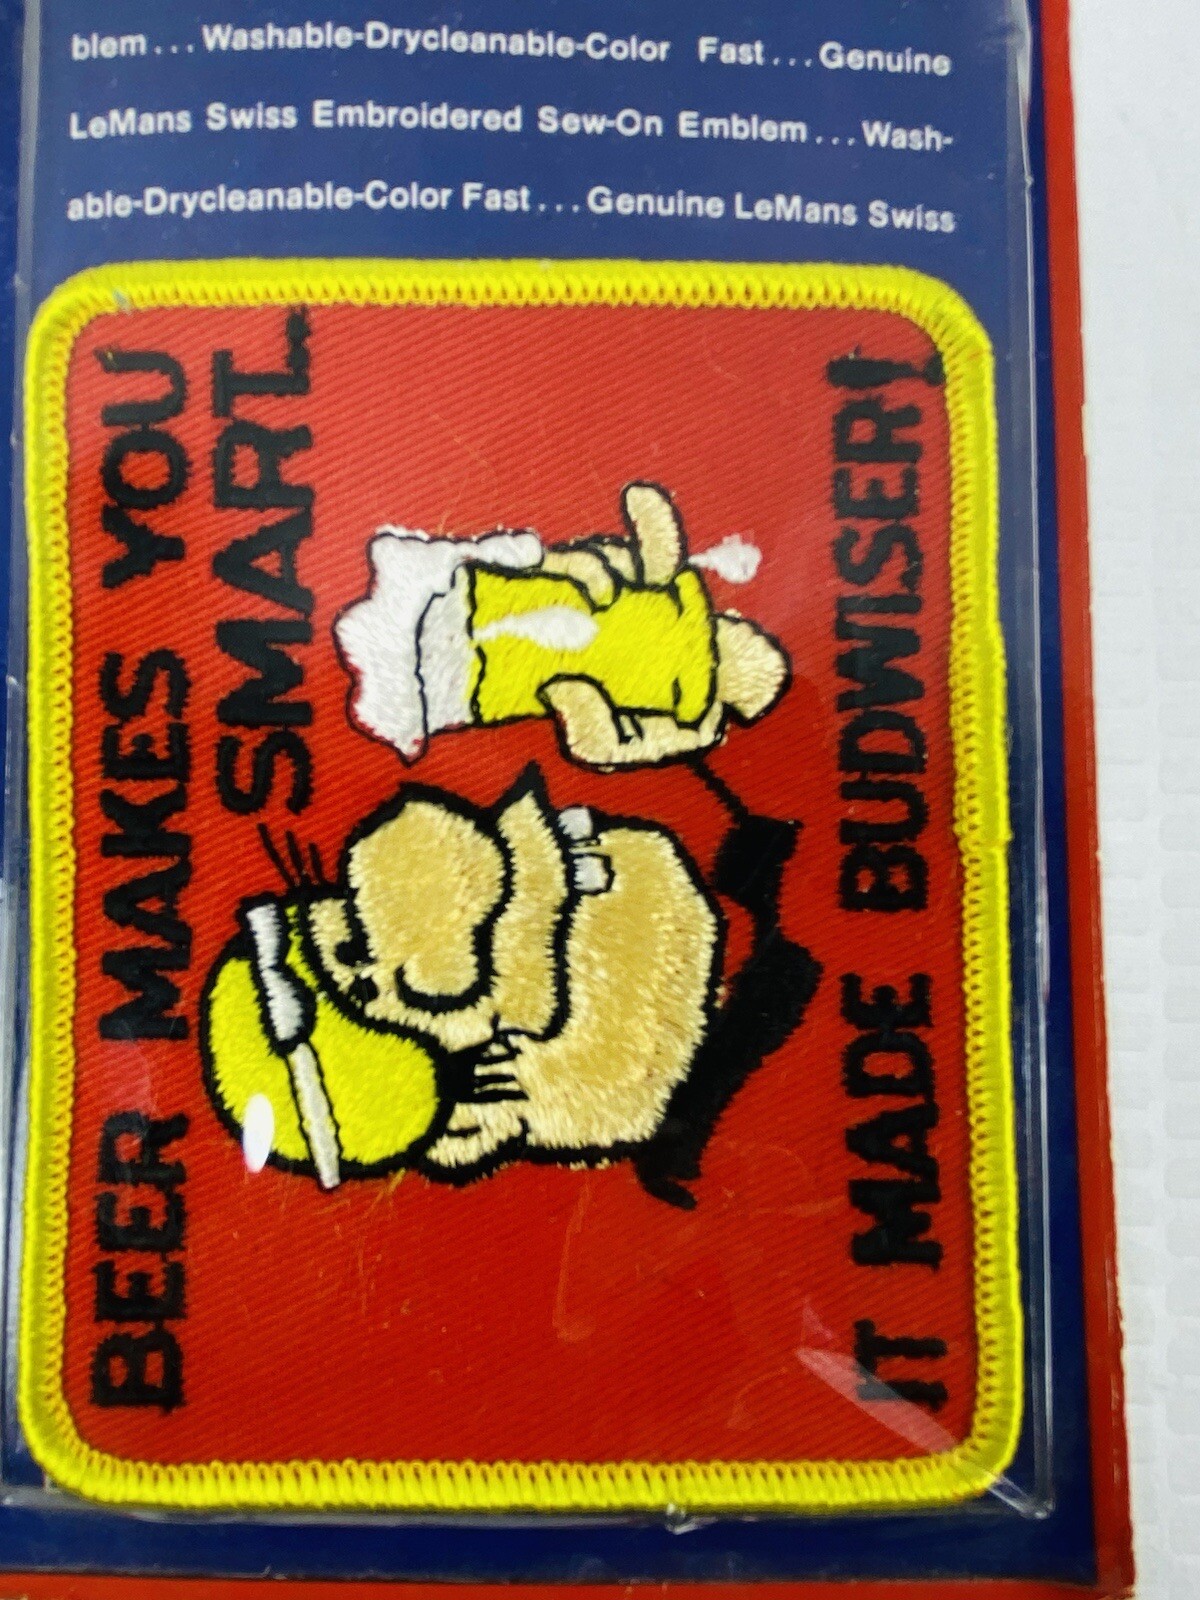 blem...Washable-Drycleanable-Color Fast...Genuine
LeMans Swiss Embroidered Sew-On Emblem...Wash-
able-Drycleanable-Color Fast...Genuine LeMans Swiss
BEER MAKES YOU
SMART.
IT MADE BUDWISER!